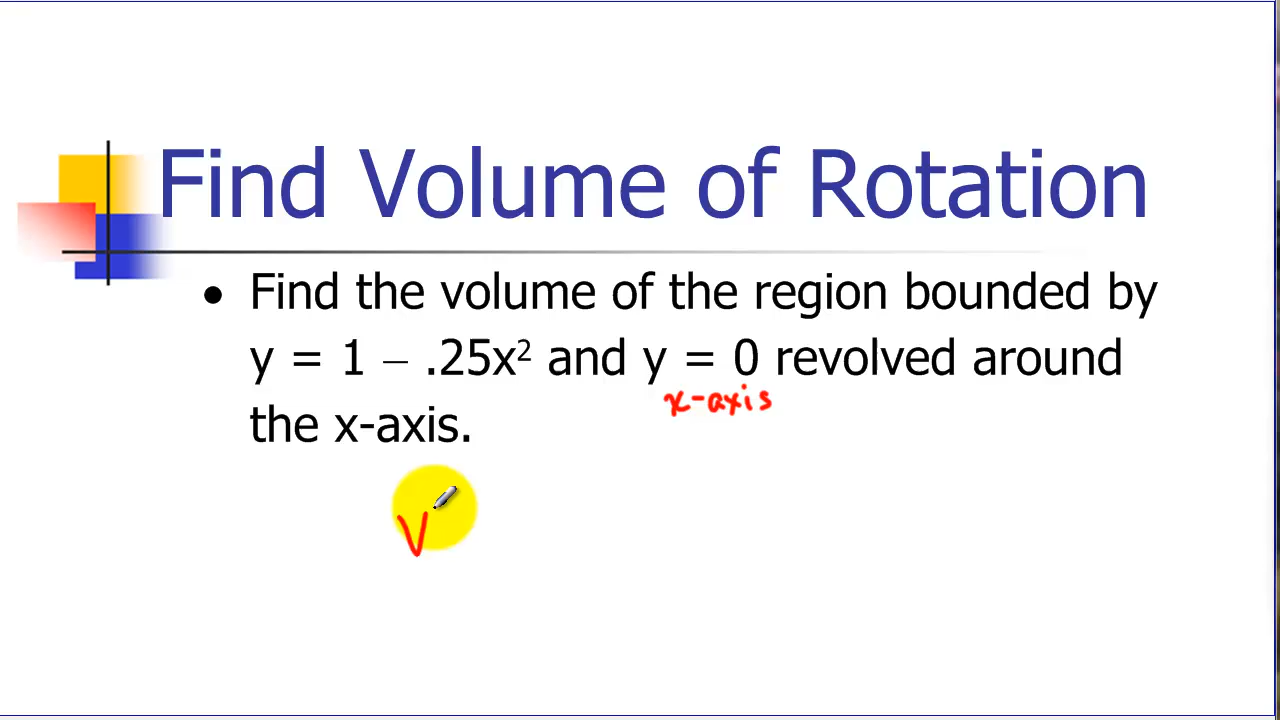 Find Volume of Rotation
• Find the volume of the region bounded by
y = 1 – .25x² and y = 0 revolved around
x-axis
the x-axis.
V